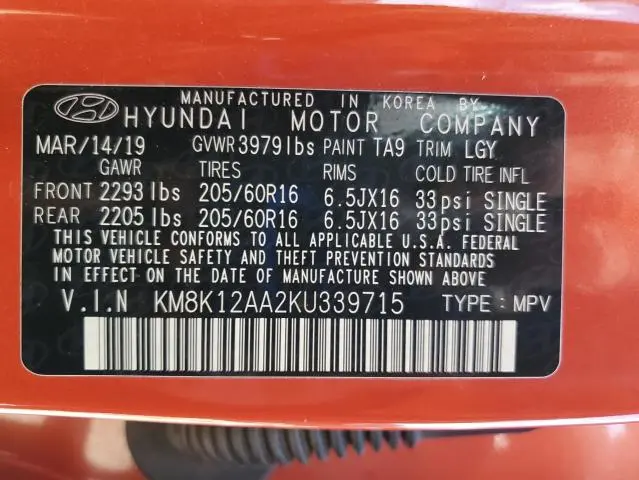 MANUFACTURED IN KOREA BY
HYUNDAI MOTOR COMPANY
MAR/14/19 GVWR 3979lbs PAINT TA9 TRIM LGY
GAWR TIRES RIMS COLD TIRE INFL
FRONT 2293lbs 205/60R16 6.5JX16 33psi SINGLE
REAR 2205lbs 205/60R16 6.5JX16 33psi SINGLE
THIS VEHICLE CONFORMS TO ALL APPLICABLE U.S.A. FEDERAL
MOTOR VEHICLE SAFETY AND THEFT PREVENTION STANDARDS
IN EFFECT ON THE DATE OF MANUFACTURE SHOWN ABOVE.
V.I.N KM8K12AA2KU339715 TYPE: MPV